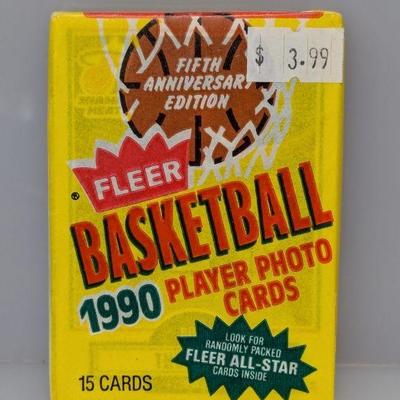 $ 3.99
FIFTH
ANNIVERSARY
EDITION
FLEER
®
BASKETBALL
1990 PLAYER PHOTO
CARDS
LOOK FOR
RANDOMLY PACKED
FLEER ALL-STAR
CARDS INSIDE
15 CARDS